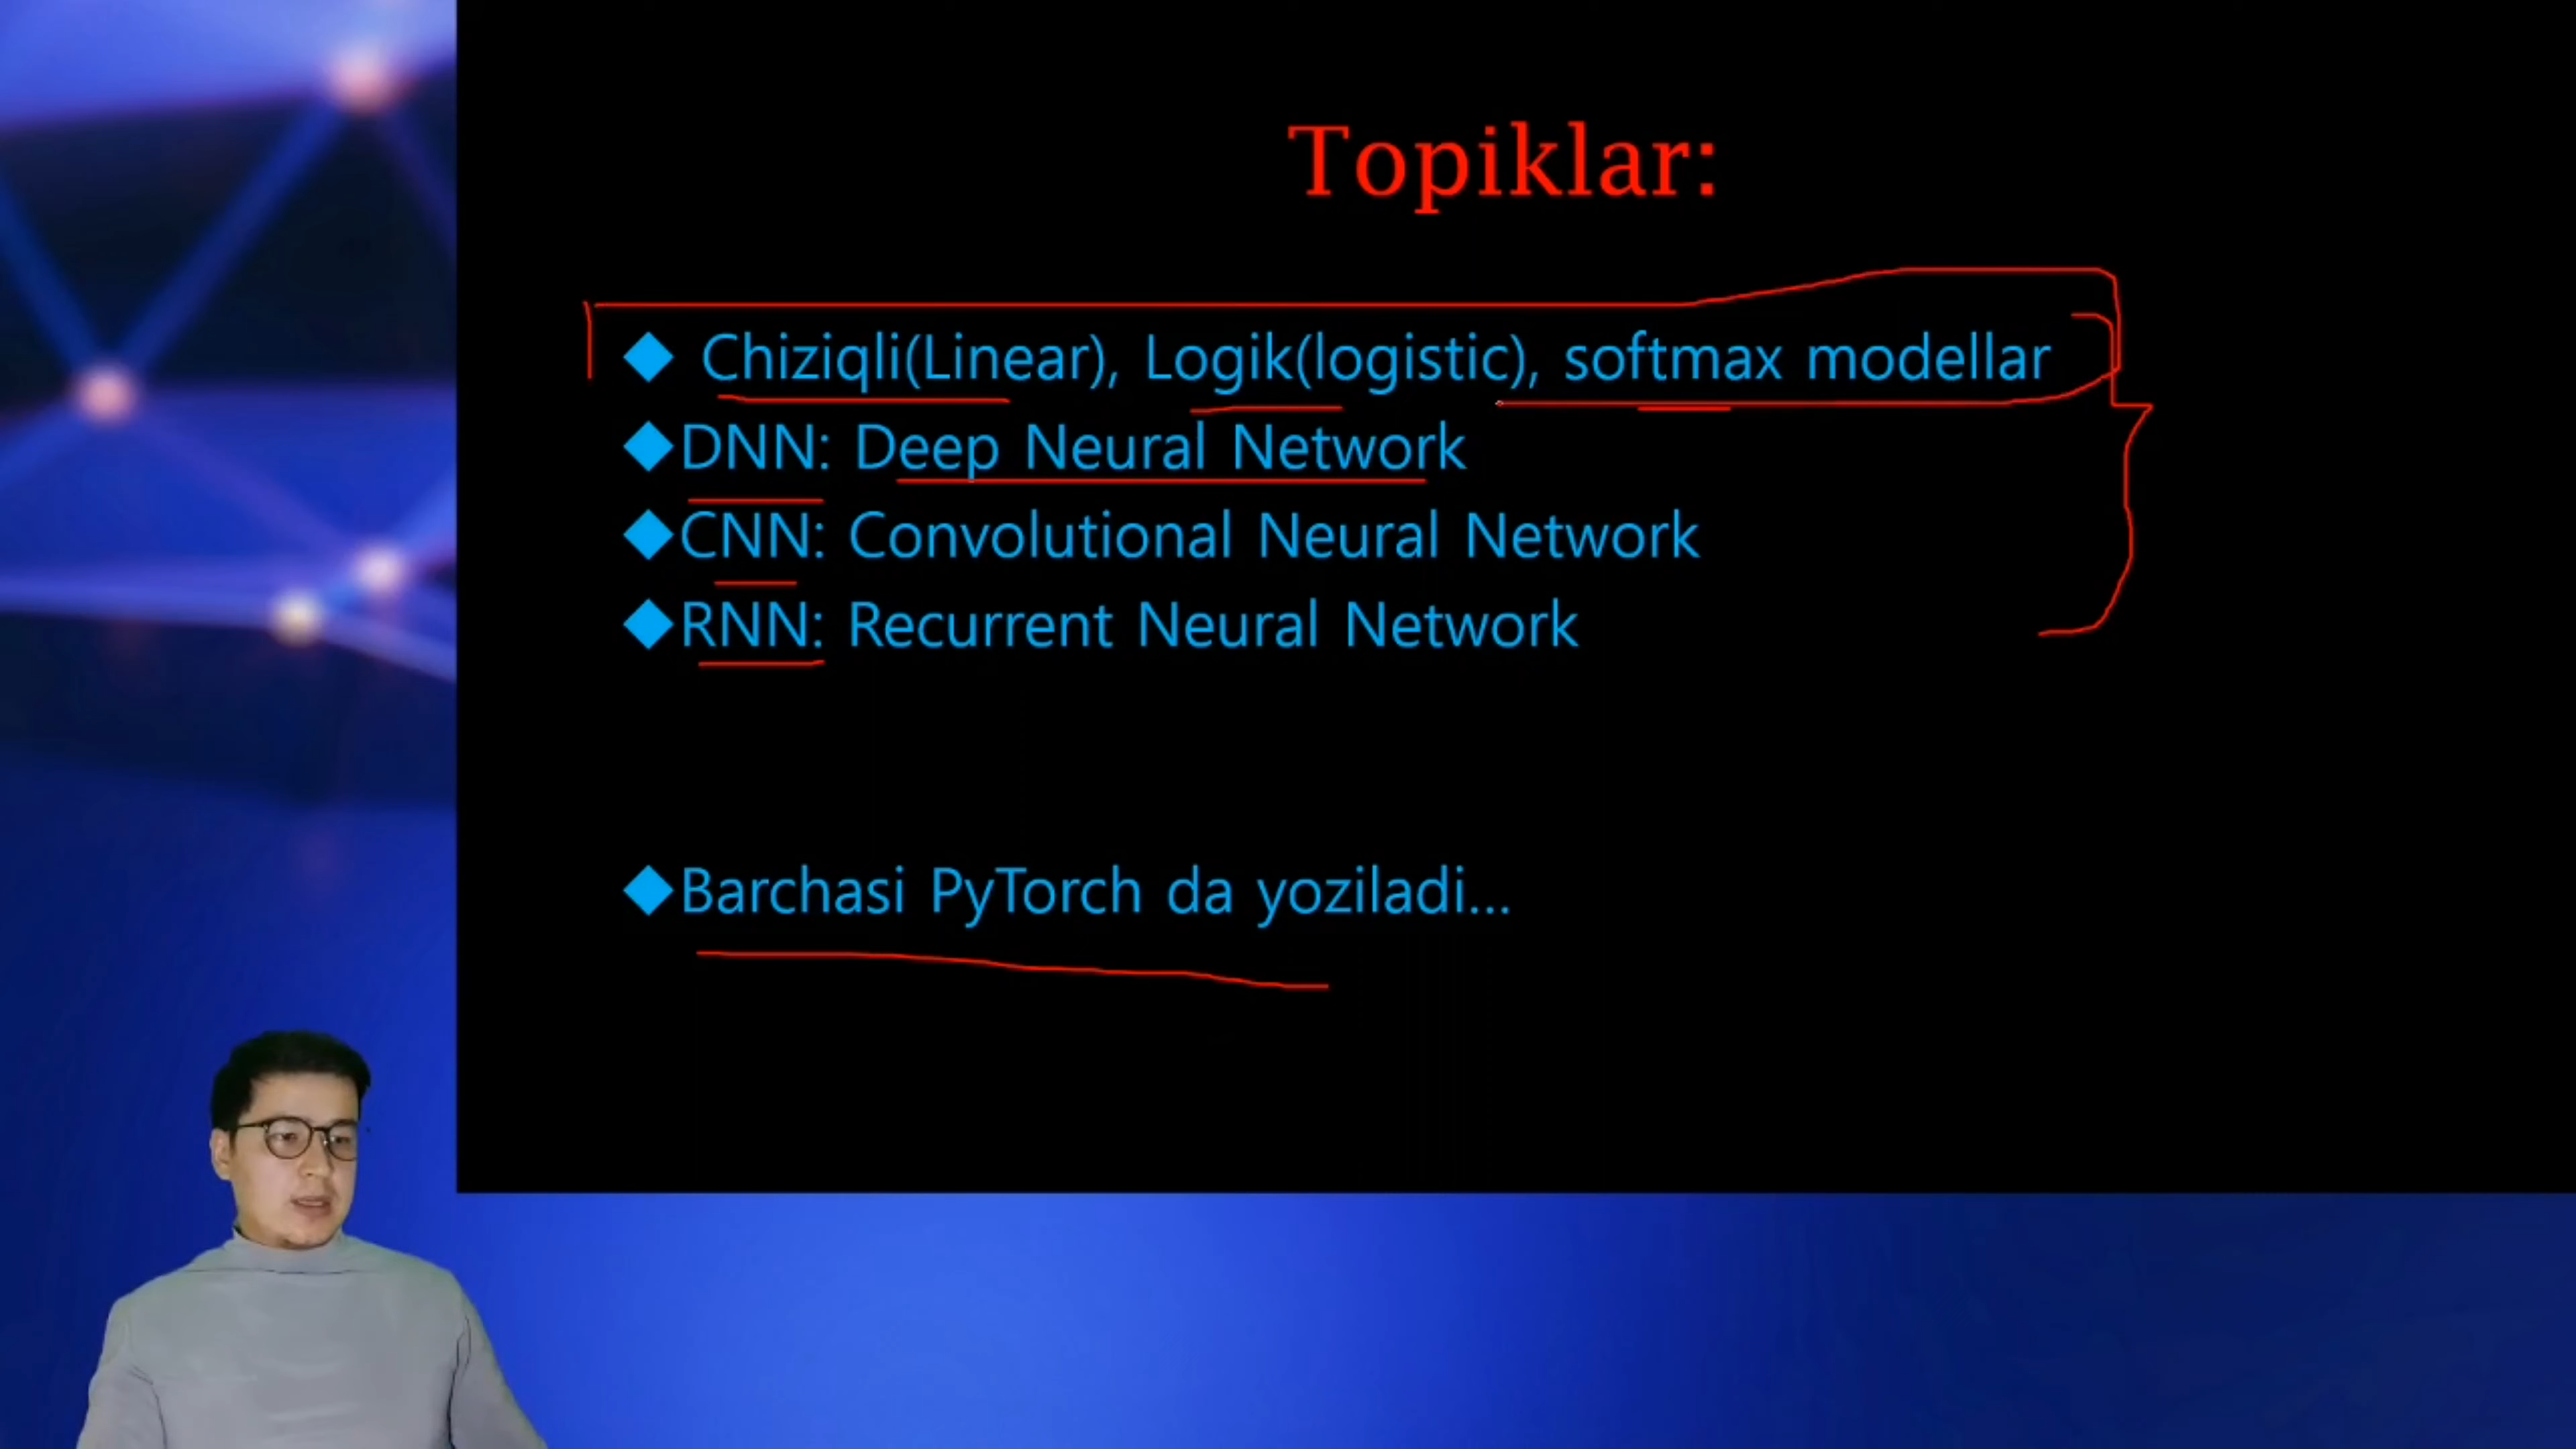 Topiklar:
◆ Chiziqli(Linear), Logik(logistic), softmax modellar
◆DNN: Deep Neural Network
◆CNN: Convolutional Neural Network
◆RNN: Recurrent Neural Network
◆Barchasi PyTorch da yoziladi...